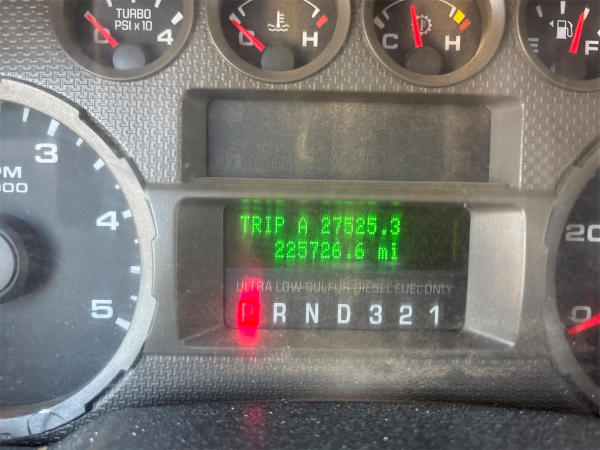 TURBO
PSI x 10
C 4
C H
C H
E F
3
PM
000
4
5
TRIP A 27525.3
225726.6 mi
ULTRA LOW SULFUR DIESEL FUEL ONLY
P R N D 3 2 1
20
0